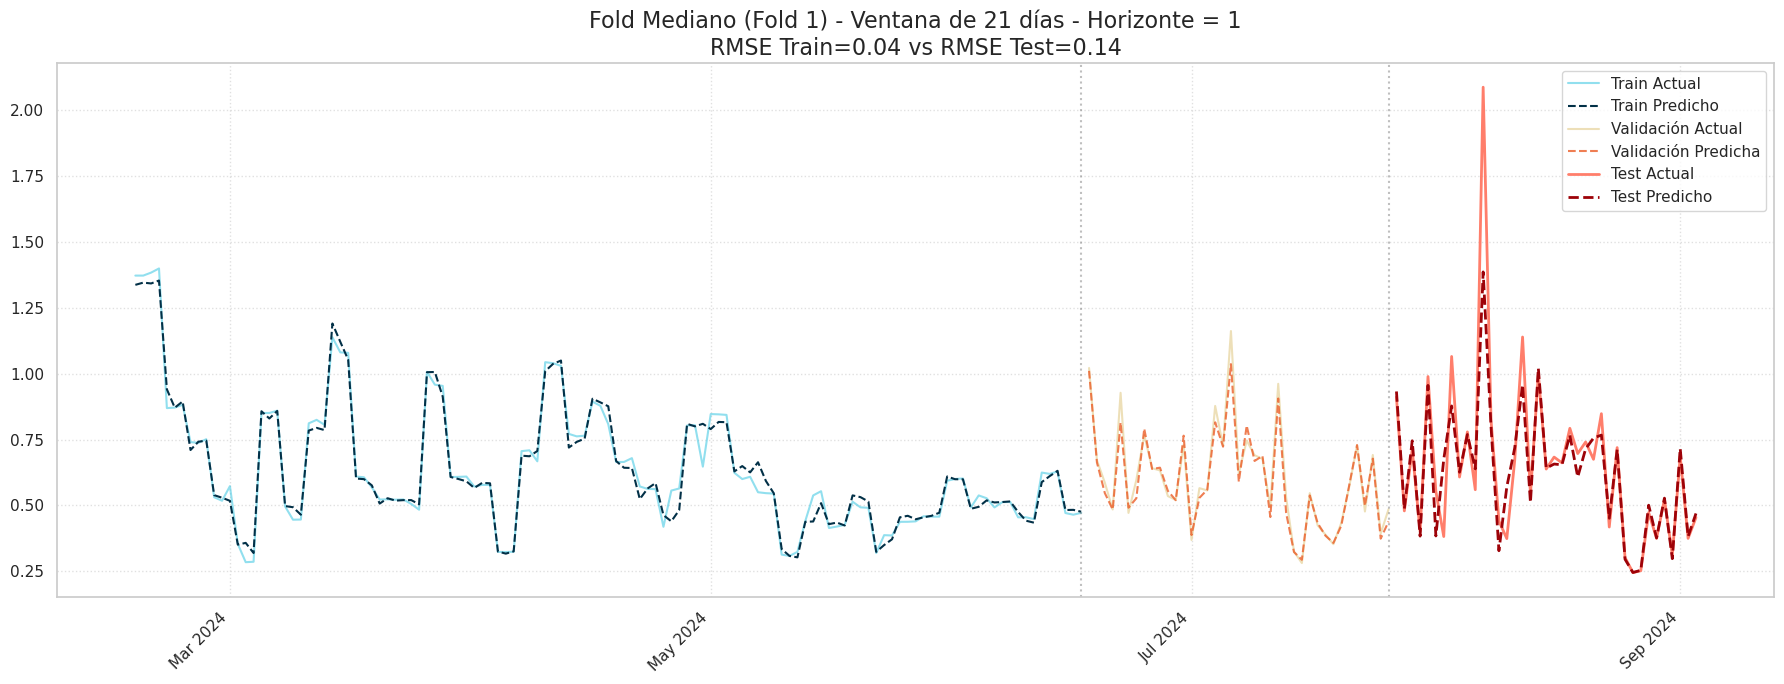 Fold Mediano (Fold 1) - Ventana de 21 días - Horizonte = 1
RMSE Train=0.04 vs RMSE Test=0.14
2.00
1.75
1.50
1.25
1.00
0.75
0.50
0.25
Train Actual
Train Predicho
Validación Actual
Validación Predicha
Test Actual
Test Predicho
Mar 2024
May 2024
Jul 2024
Sep 2024